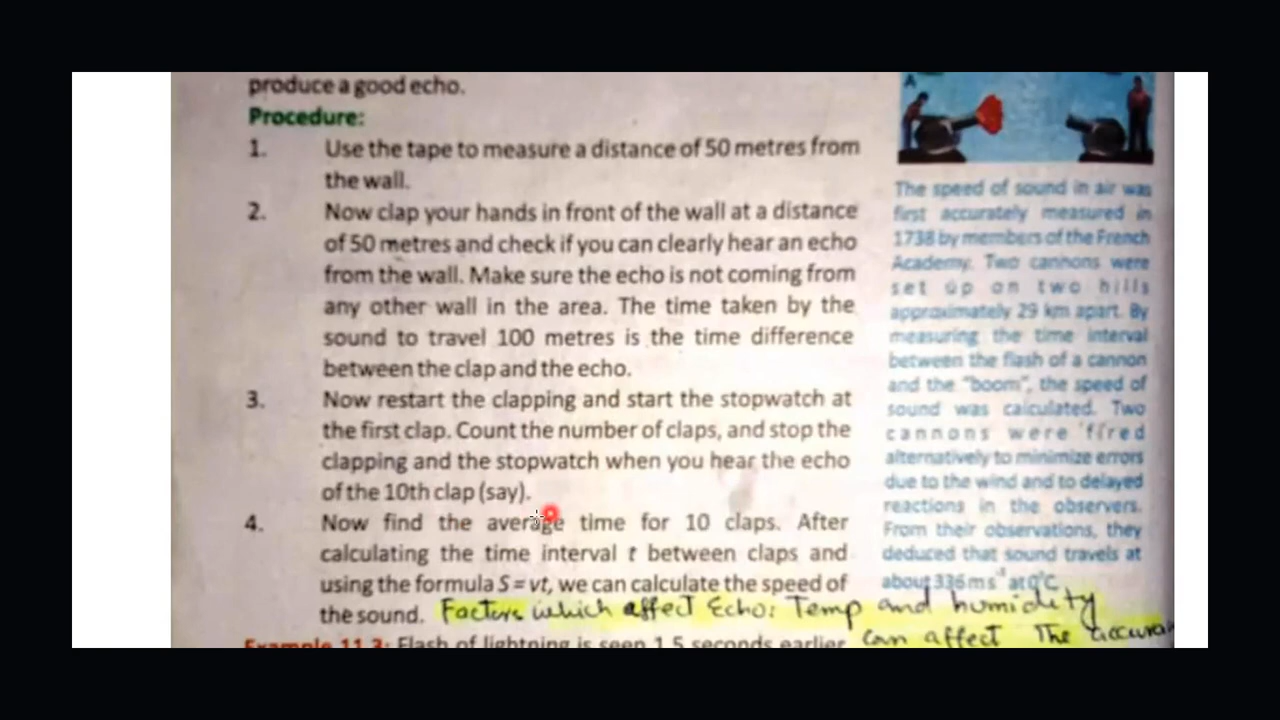 produce a good echo.
Procedure:
1. Use the tape to measure a distance of 50 metres from
the wall.
2. Now clap your hands in front of the wall at a distance
of 50 metres and check if you can clearly hear an echo
from the wall. Make sure the echo is not coming from
any other wall in the area. The time taken by the
sound to travel 100 metres is the time difference
between the clap and the echo.
3. Now restart the clapping and start the stopwatch at
the first clap. Count the number of claps, and stop the
clapping and the stopwatch when you hear the echo
of the 10th clap (say).
4. Now find the average time for 10 claps. After
calculating the time interval t between claps and
using the formula S = vt, we can calculate the speed of
the sound. Factors which affect Echo: Temp and humidity
can affect The
Example 11.3: Flash of lightning is seen 1.5 seconds earlier
A
The speed of sound in air was
first accurately measured in
1738 by members of the French
Academy. Two cannons were
set up on two hills
approximately 29 km apart. By
measuring the time interval
between the flash of a cannon
and the "boom", the speed of
sound was calculated. Two
cannons were fired
alternatively to minimize errors
due to the wind and to delayed
reactions in the observers.
From their observations, they
deduced that sound travels at
about 336 m s⁻¹ at 0°C.